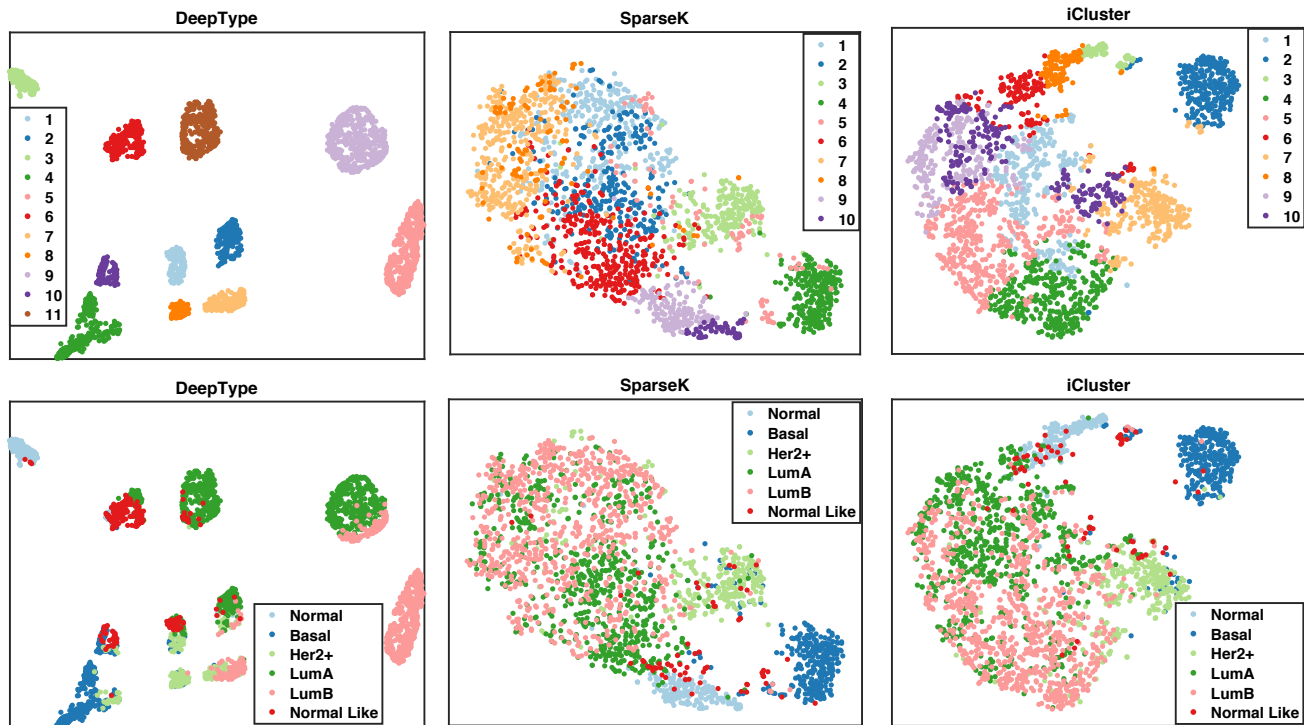 DeepType
1
2
3
4
5
6
7
8
9
10
11
SparseK
1
2
3
4
5
6
7
8
9
10
iCluster
1
2
3
4
5
6
7
8
9
10
DeepType
Normal
Basal
Her2+
LumA
LumB
Normal Like
SparseK
Normal
Basal
Her2+
LumA
LumB
Normal Like
iCluster
Normal
Basal
Her2+
LumA
LumB
Normal Like